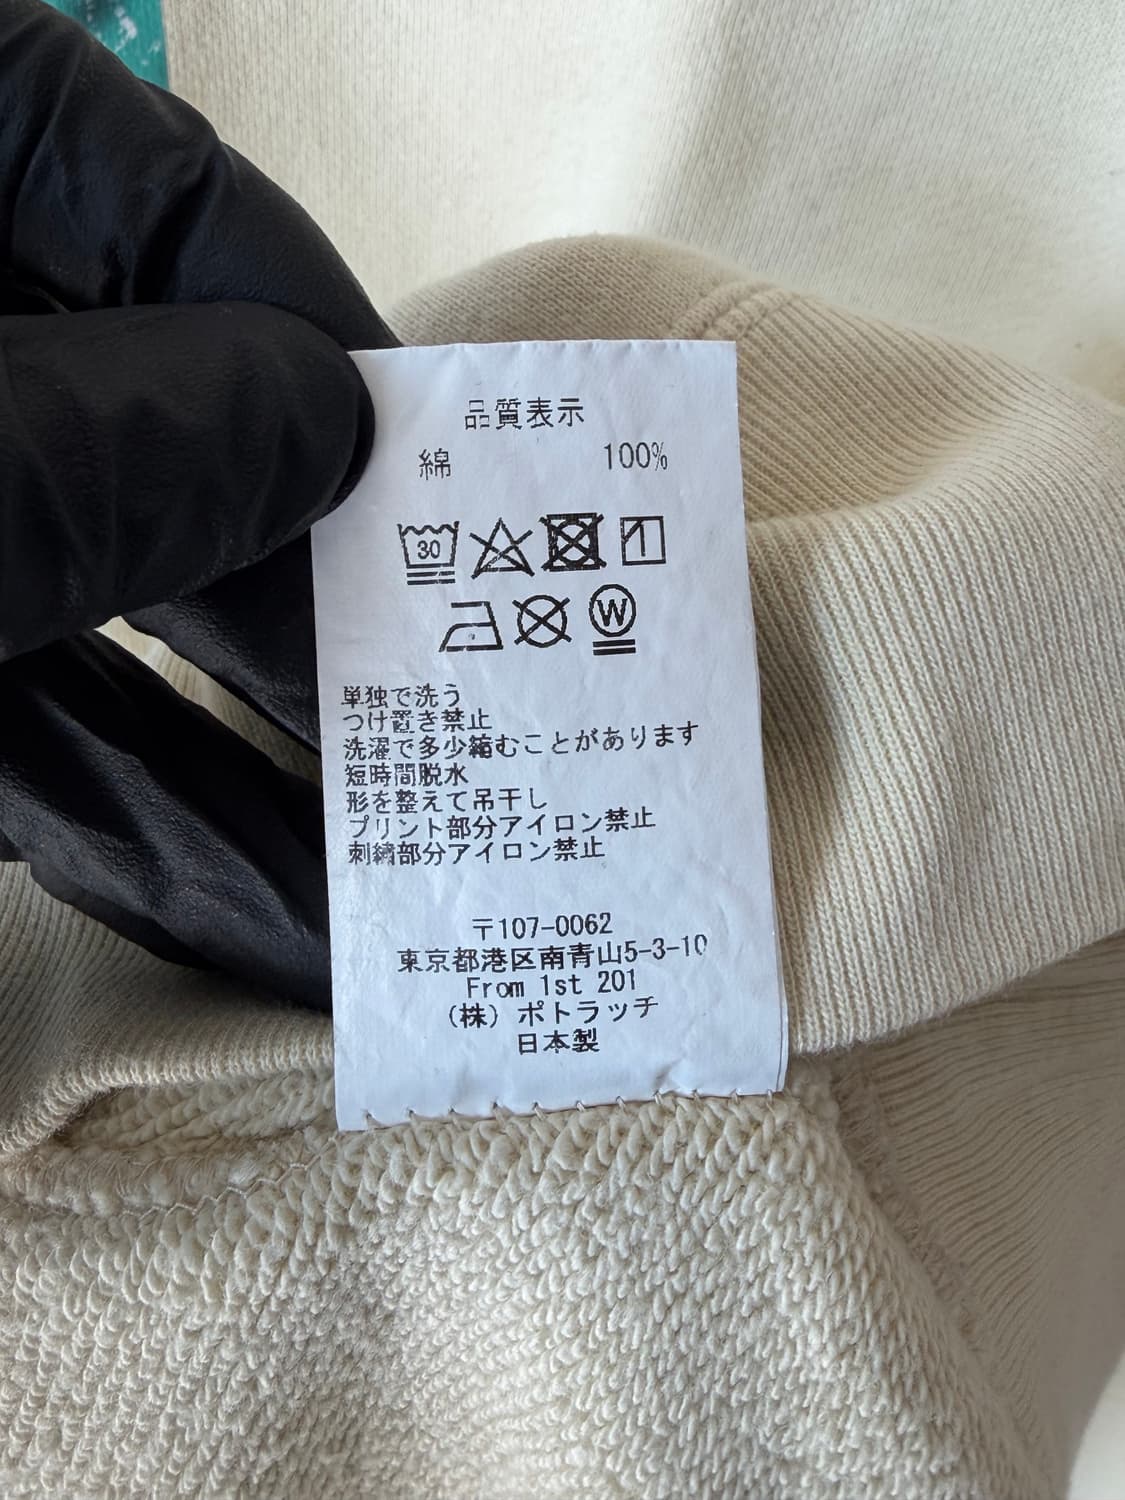 品質表示
綿 100%
30
W
単独で洗う
つけ置き禁止
洗濯で多少縮むことがあります
短時間脱水
形を整えて吊干し
プリント部分アイロン禁止
刺繍部分アイロン禁止
〒107-0062
東京都港区南青山5-3-10
From 1st 201
(株) ポトラッチ
日本製